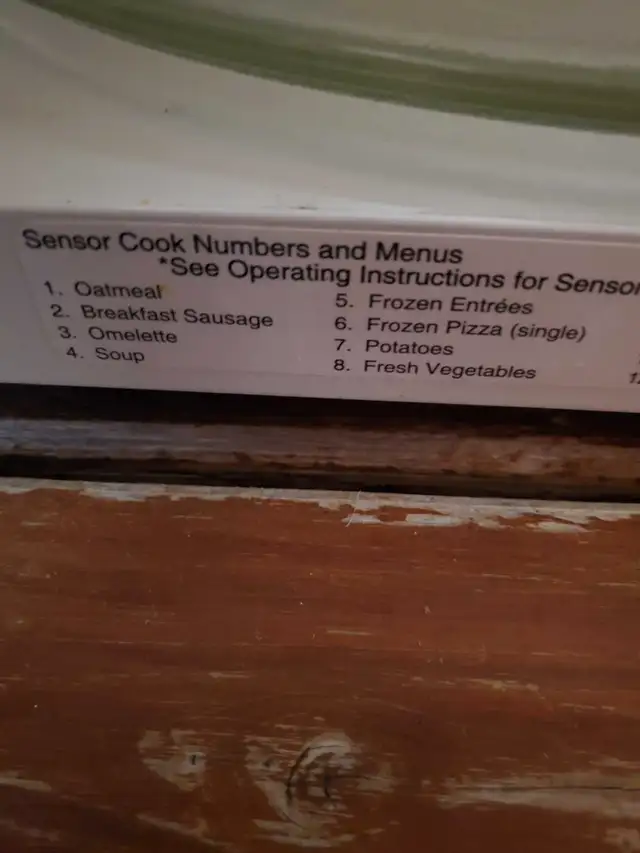 Sensor Cook Numbers and Menus
*See Operating Instructions for Sensor
1. Oatmeal
2. Breakfast Sausage
3. Omelette
4. Soup
5. Frozen Entrées
6. Frozen Pizza (single)
7. Potatoes
8. Fresh Vegetables